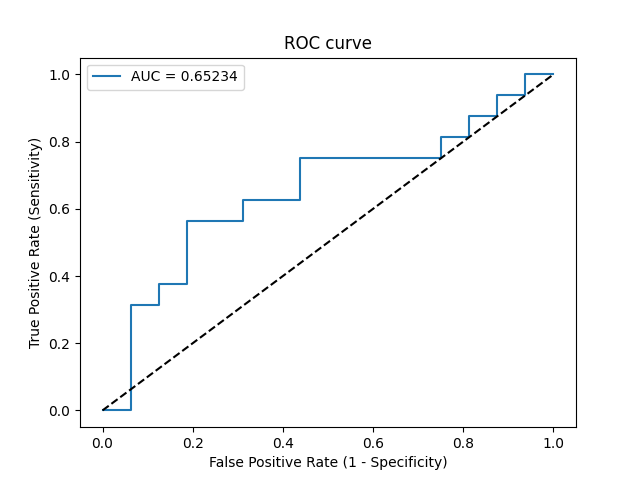 ROC curve
AUC = 0.65234
True Positive Rate (Sensitivity)
1.0
0.8
0.6
0.4
0.2
0.0
0.0 0.2 0.4 0.6 0.8 1.0
False Positive Rate (1 - Specificity)